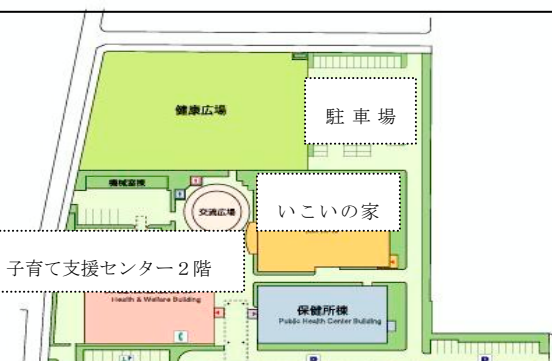 健康広場
駐車場
機械室棟
交流広場
いこいの家
子育て支援センター２階
Health & Welfare Building
保健所棟
Public Health Center Building
P
P